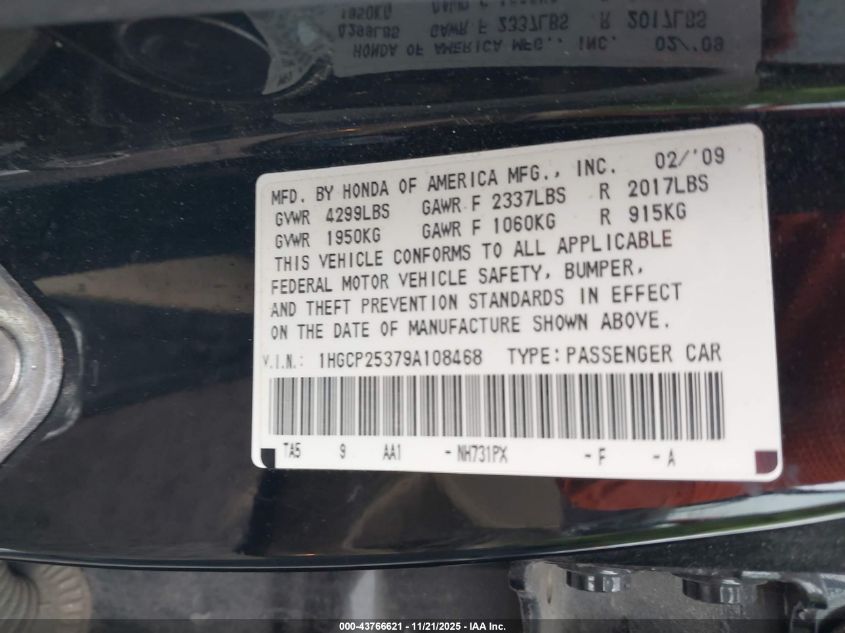 MFD. BY HONDA OF AMERICA MFG., INC. 02/'09
GVWR 4299LBS GAWR F 2337LBS R 2017LBS
GVWR 1950KG GAWR F 1060KG R 915KG
THIS VEHICLE CONFORMS TO ALL APPLICABLE
FEDERAL MOTOR VEHICLE SAFETY, BUMPER,
AND THEFT PREVENTION STANDARDS IN EFFECT
ON THE DATE OF MANUFACTURE SHOWN ABOVE.
V.I.N.: 1HGCP25379A108468 TYPE: PASSENGER CAR
TA5 9 AA1 - NH731PX - F - A
000-43766621 - 11/21/2025 - IAA Inc.